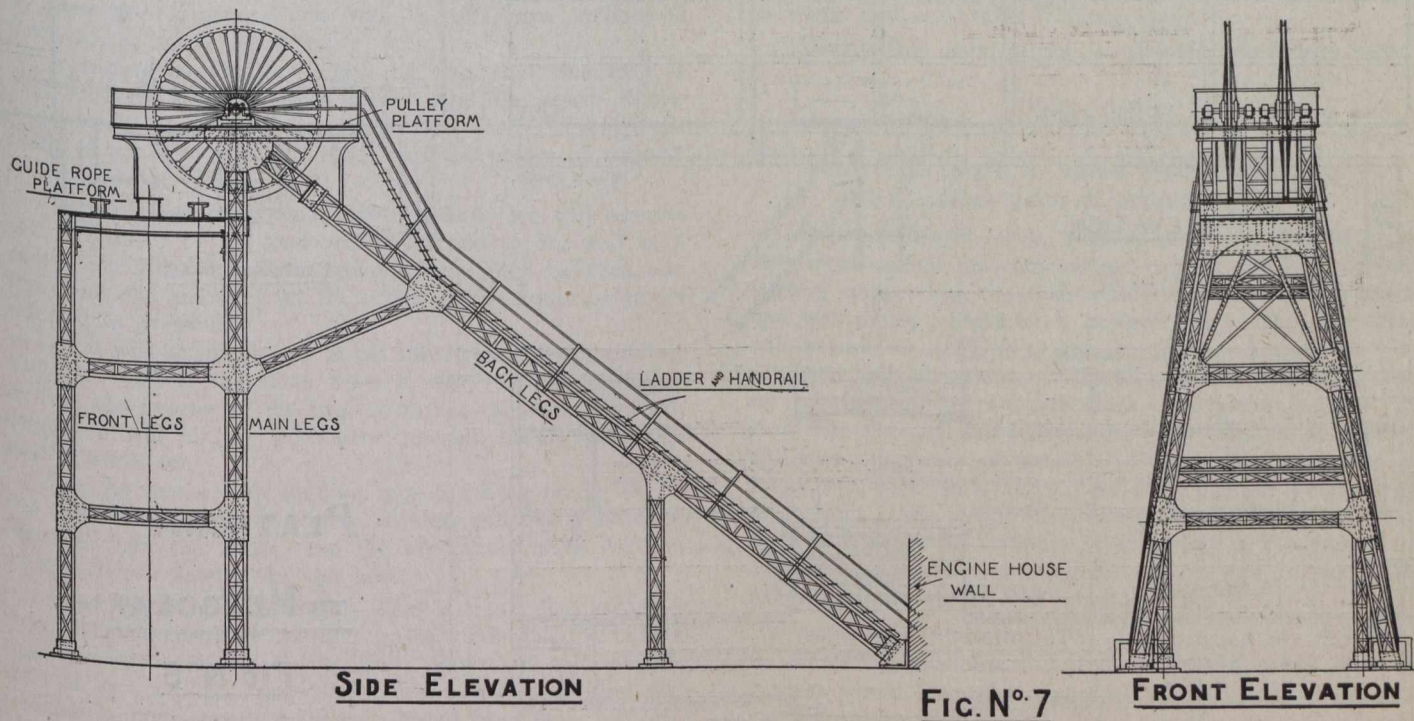 PULLEY
PLATFORM
GUIDE ROPE
PLATFORM
BACK LEGS
LADDER AND HANDRAIL
FRONT LEGS
MAIN LEGS
ENGINE HOUSE
WALL
SIDE ELEVATION
FIG. No. 7
FRONT ELEVATION